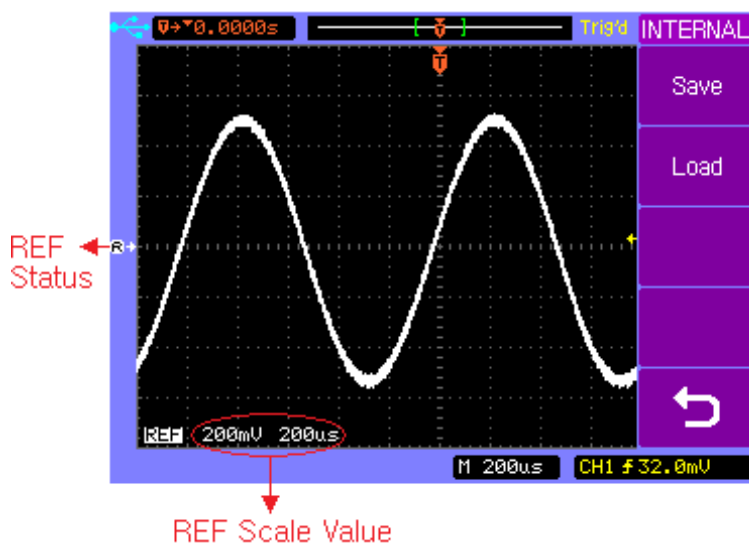 T→▼0.0000s [ T ] Trig'd INTERNAL
T
Save
Load
REF
Status
R
REF 200mV 200us
M 200us CH1 32.0mV
REF Scale Value